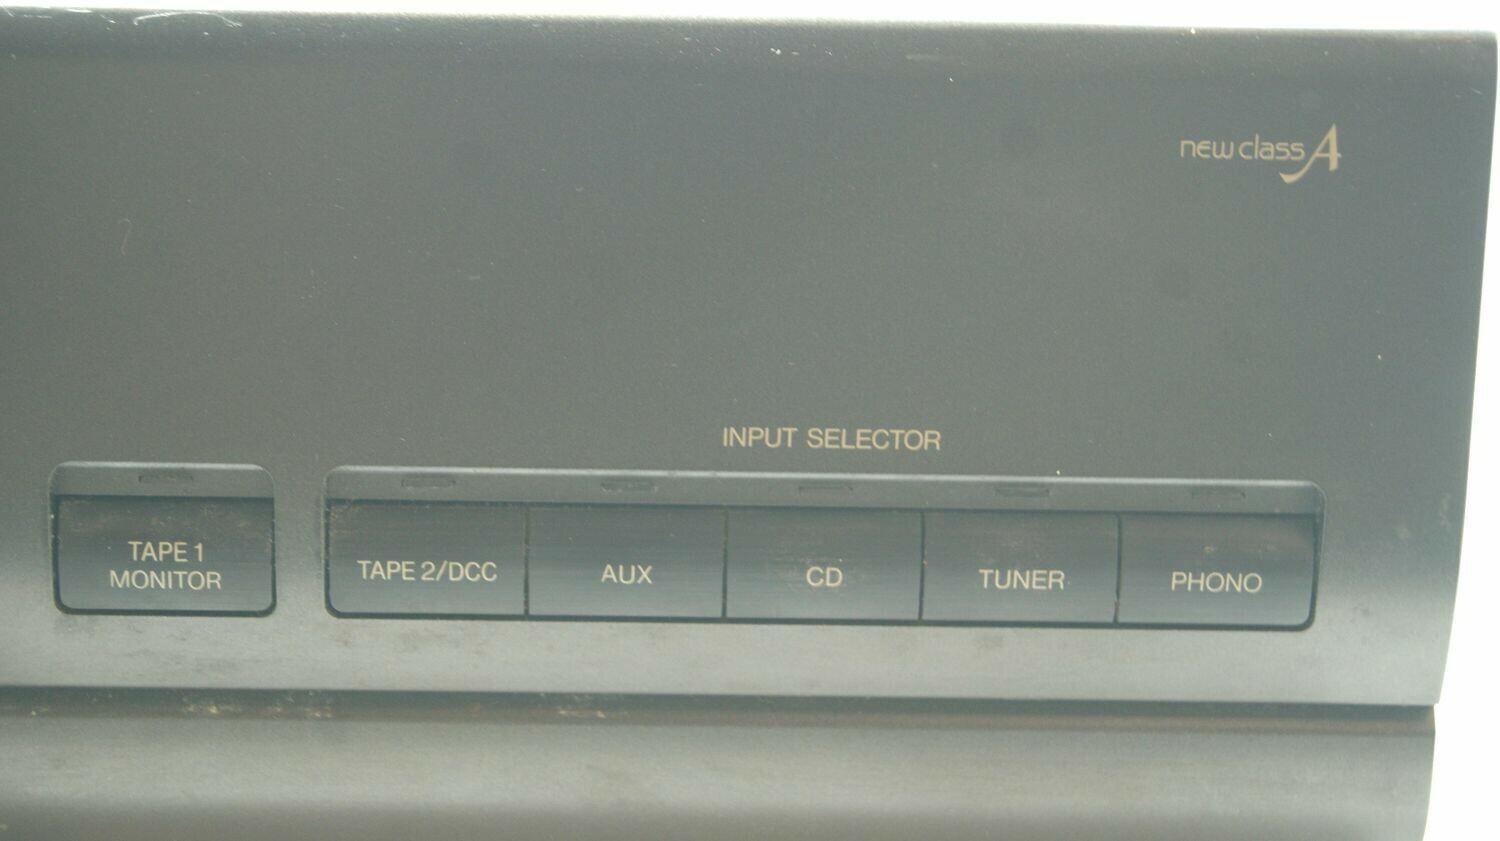 new class A
INPUT SELECTOR
TAPE 1
MONITOR
TAPE 2/DCC
AUX
CD
TUNER
PHONO